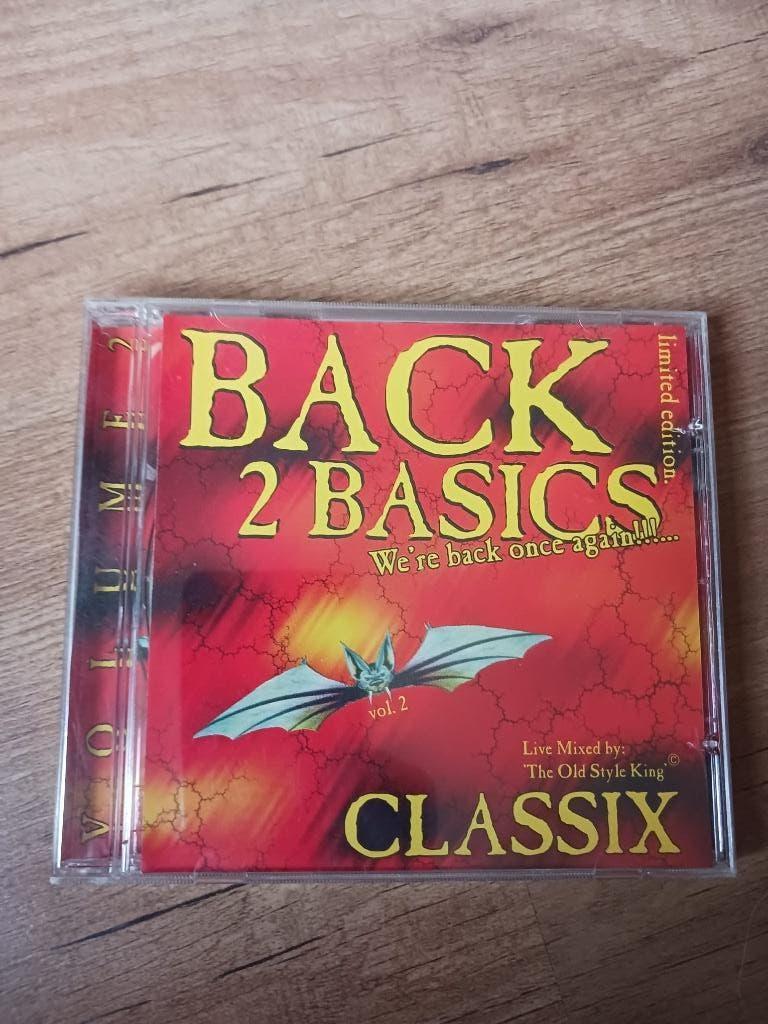 VOLUME 2
BACK
2 BASICS
We're back once again!!!...
limited edition.
vol. 2
Live Mixed by:
'The Old Style King'©
CLASSIX